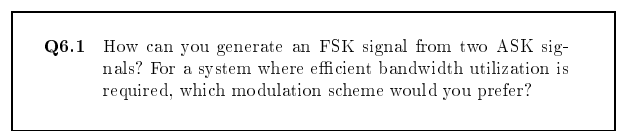 Q6.1 How can you generate an FSK signal from two ASK sig-
nals? For a system where efficient bandwidth utilization is
required, which modulation scheme would you prefer?